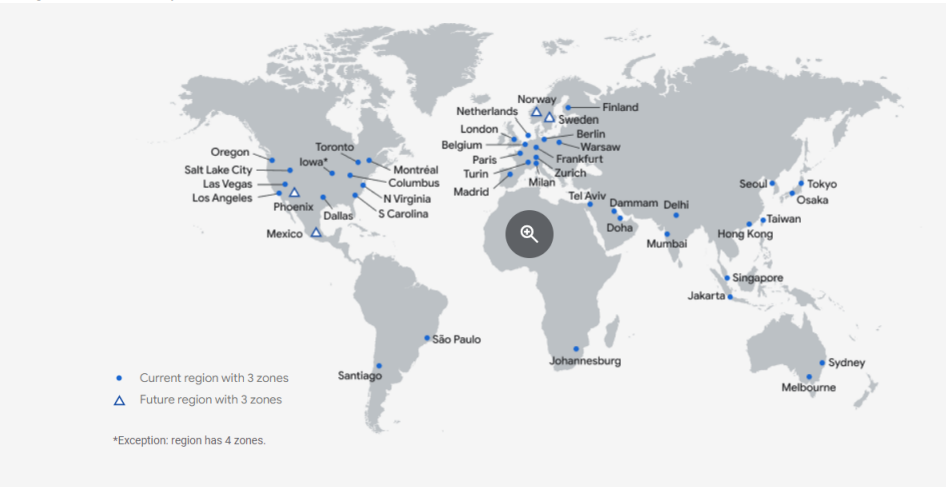 Norway
Finland
Netherlands
Sweden
London
Berlin
Belgium
Warsaw
Paris
Frankfurt
Turin
Zurich
Milan
Madrid
Oregon
Toronto
Iowa*
Salt Lake City
Montréal
Las Vegas
Columbus
Los Angeles
N Virginia
Phoenix
Dallas
S Carolina
Mexico
Tel Aviv
Dammam
Delhi
Doha
Mumbai
Seoul
Tokyo
Osaka
Taiwan
Hong Kong
Singapore
Jakarta
São Paulo
Santiago
Johannesburg
Sydney
Melbourne
Current region with 3 zones
Future region with 3 zones
*Exception: region has 4 zones.